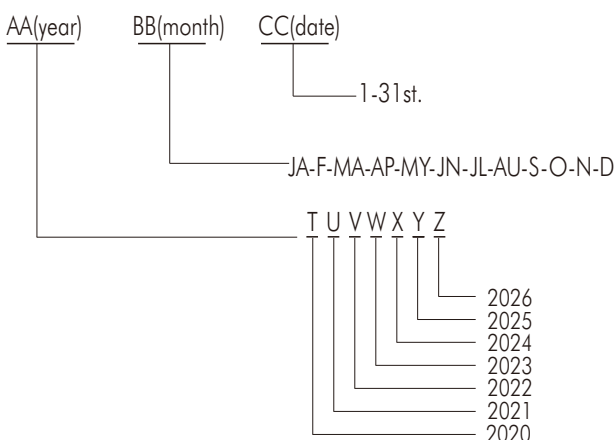 AA(year) BB(month) CC(date)
1-31st.
JA-F-MA-AP-MY-JN-JL-AU-S-O-N-D
T U V W X Y Z
2026
2025
2024
2023
2022
2021
2020